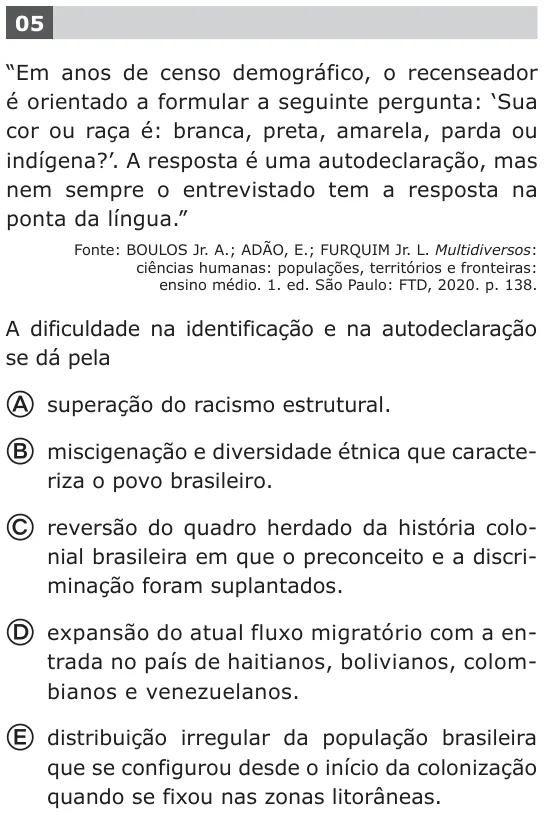 05
“Em anos de censo demográfico, o recenseador
é orientado a formular a seguinte pergunta: ‘Sua
cor ou raça é: branca, preta, amarela, parda ou
indígena?’. A resposta é uma autodeclaração, mas
nem sempre o entrevistado tem a resposta na
ponta da língua.”
Fonte: BOULOS Jr. A.; ADÃO, E.; FURQUIM Jr. L. Multidiversos:
ciências humanas: populações, territórios e fronteiras:
ensino médio. 1. ed. São Paulo: FTD, 2020. p. 138.
A dificuldade na identificação e na autodeclaração
se dá pela
A superação do racismo estrutural.
B miscigenação e diversidade étnica que caracte-
riza o povo brasileiro.
C reversão do quadro herdado da história colo-
nial brasileira em que o preconceito e a discri-
minação foram suplantados.
D expansão do atual fluxo migratório com a en-
trada no país de haitianos, bolivianos, colom-
bianos e venezuelanos.
E distribuição irregular da população brasileira
que se configurou desde o início da colonização
quando se fixou nas zonas litorâneas.